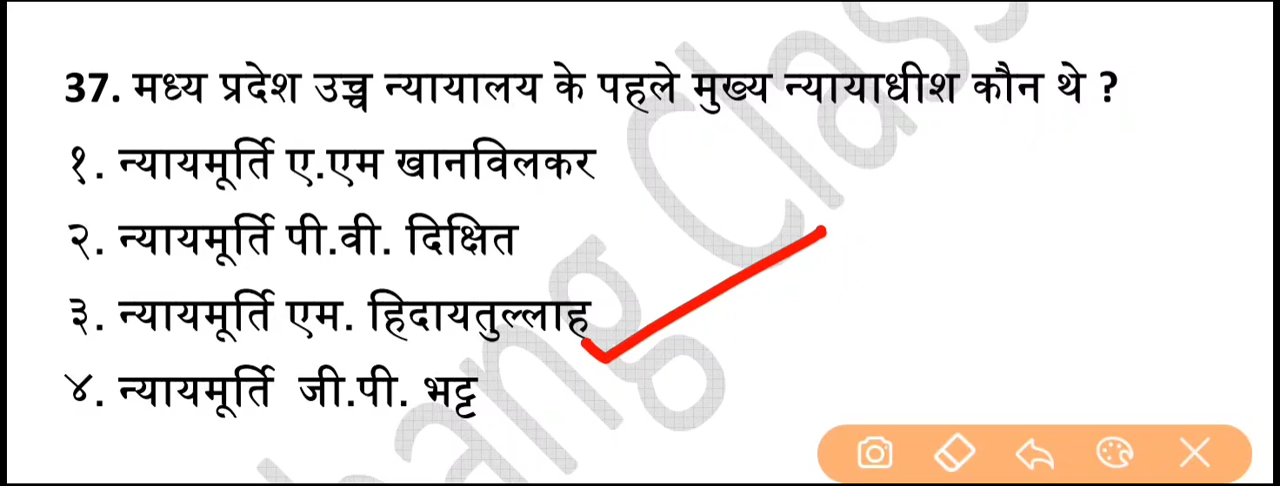 37. मध्य प्रदेश उच्च न्यायालय के पहले मुख्य न्यायाधीश कौन थे ?
१. न्यायमूर्ति ए.एम खानविलकर
२. न्यायमूर्ति पी.वी. दिक्षित
३. न्यायमूर्ति एम. हिदायतुल्लाह
४. न्यायमूर्ति जी.पी. भट्ट